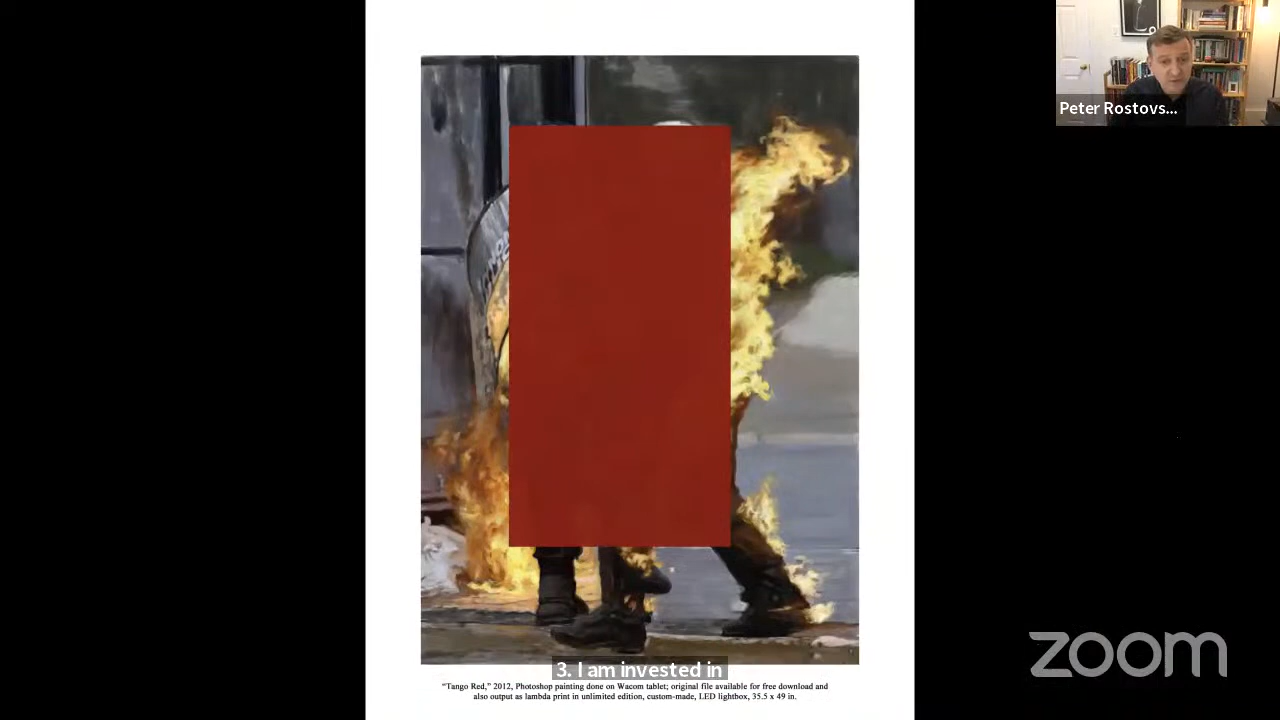 Peter Rostovs...
3. I am invested in
“Tango Red,” 2012, Photoshop painting done on Wacom tablet; original file available for free download and
also output as lambda print in unlimited edition, custom-made, LED lightbox, 35.5 x 49 in.
zoom